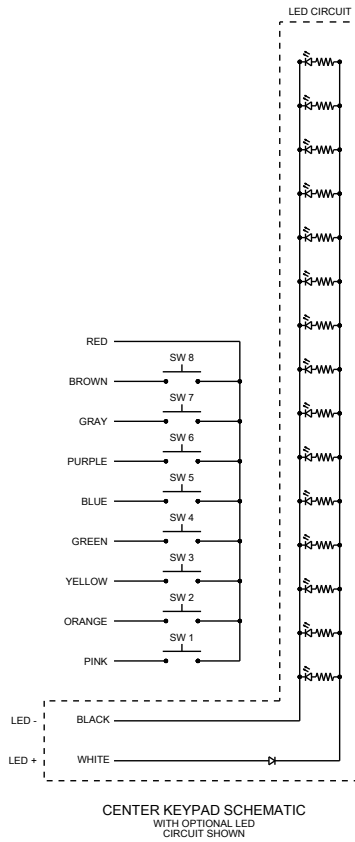 LED CIRCUIT
RED
SW 8
BROWN
SW 7
GRAY
SW 6
PURPLE
SW 5
BLUE
SW 4
GREEN
SW 3
YELLOW
SW 2
ORANGE
SW 1
PINK
LED - BLACK
LED + WHITE
CENTER KEYPAD SCHEMATIC
WITH OPTIONAL LED
CIRCUIT SHOWN